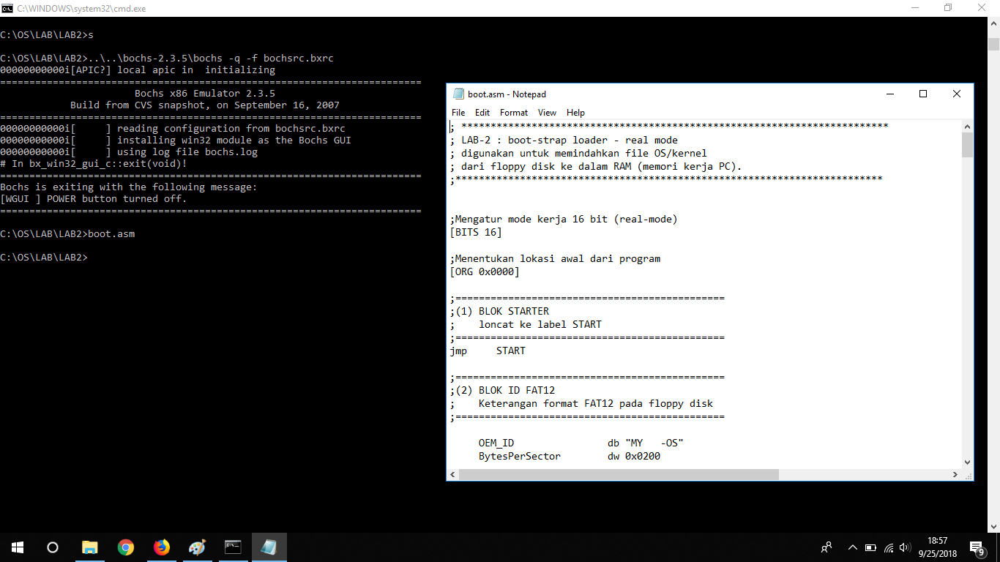 C:\WINDOWS\system32\cmd.exe
C:\OS\LAB\LAB2>s
C:\OS\LAB\LAB2>..\..\bochs-2.3.5\bochs -q -f bochsrc.bxrc
00000000000i[APIC?] local apic in  initializing
========================================================================
Bochs x86 Emulator 2.3.5
Build from CVS snapshot, on September 16, 2007
========================================================================
00000000000i[     ] reading configuration from bochsrc.bxrc
00000000000i[     ] installing win32 module as the Bochs GUI
00000000000i[     ] using log file bochs.log
# In bx_win32_gui_c::exit(void)!
========================================================================
Bochs is exiting with the following message:
[WGUI ] POWER button turned off.
========================================================================
C:\OS\LAB\LAB2>boot.asm
C:\OS\LAB\LAB2>
boot.asm - Notepad
File Edit Format View Help
; *************************************************************************
; LAB-2 : boot-strap loader - real mode
; digunakan untuk memindahkan file OS/kernel
; dari floppy disk ke dalam RAM (memori kerja PC).
;*************************************************************************
;Mengatur mode kerja 16 bit (real-mode)
[BITS 16]
;Menentukan lokasi awal dari program
[ORG 0x0000]
;==============================================
;(1) BLOK STARTER
;    loncat ke label START
;==============================================
jmp     START
;==============================================
;(2) BLOK ID FAT12
;    Keterangan format FAT12 pada floppy disk
;==============================================
OEM_ID                db "MY   -OS"
BytesPerSector        dw 0x0200
18:57
9/25/2018
9